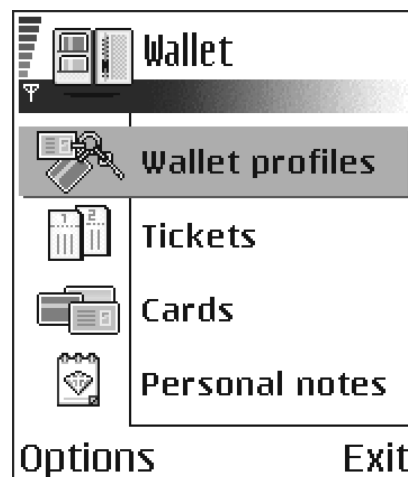 Wallet
Wallet profiles
Tickets
Cards
Personal notes
Options Exit